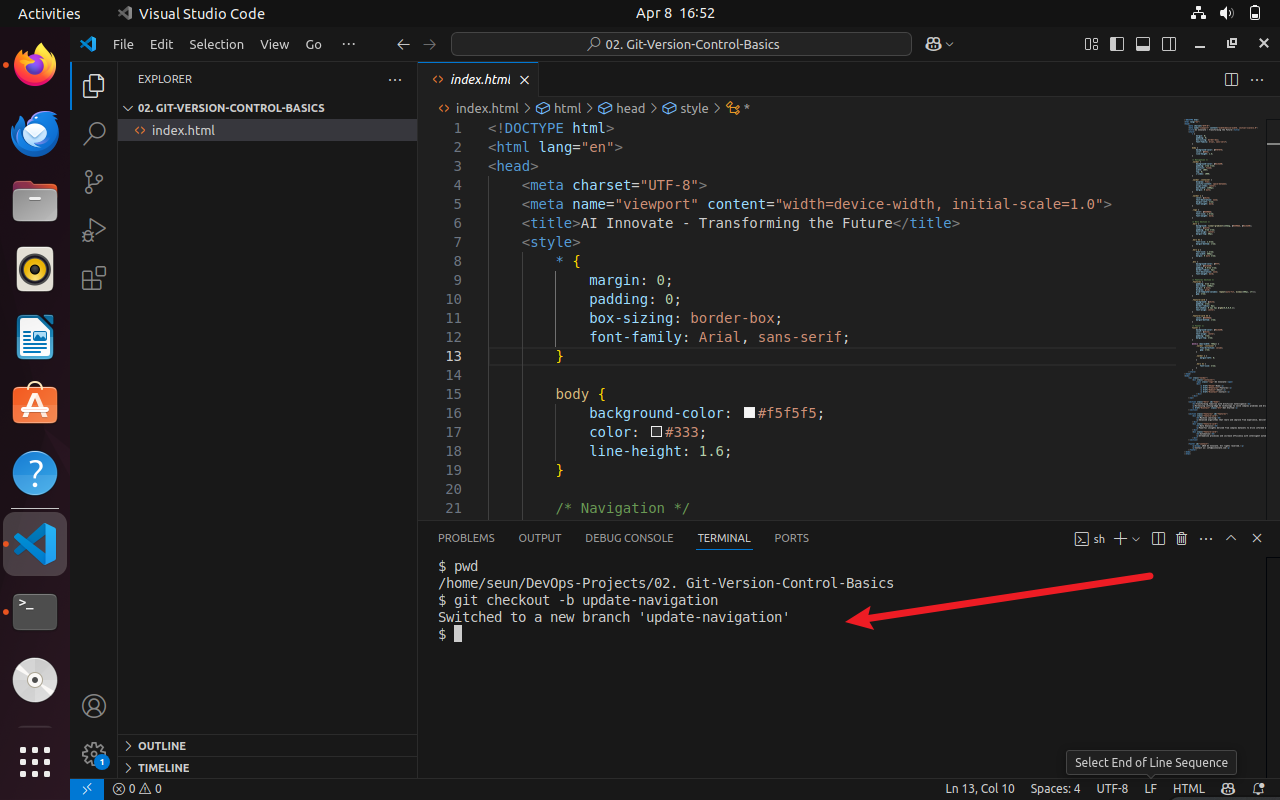 Activities
Visual Studio Code
Apr 8 16:52
File Edit Selection View Go ···
02. Git-Version-Control-Basics
EXPLORER
02. GIT-VERSION-CONTROL-BASICS
index.html
OUTLINE
TIMELINE
1
index.html
index.html > html > head > style > *
1 <!DOCTYPE html>
2 <html lang="en">
3 <head>
4 <meta charset="UTF-8">
5 <meta name="viewport" content="width=device-width, initial-scale=1.0">
6 <title>AI Innovate - Transforming the Future</title>
7 <style>
8 * {
9 margin: 0;
10 padding: 0;
11 box-sizing: border-box;
12 font-family: Arial, sans-serif;
13 }
14
15 body {
16 background-color: #f5f5f5;
17 color: #333;
18 line-height: 1.6;
19 }
20
21 /* Navigation */
PROBLEMS OUTPUT DEBUG CONSOLE TERMINAL PORTS
sh
$ pwd
/home/seun/DevOps-Projects/02. Git-Version-Control-Basics
$ git checkout -b update-navigation
Switched to a new branch 'update-navigation'
$
Select End of Line Sequence
0 0
Ln 13, Col 10 Spaces: 4 UTF-8 LF HTML